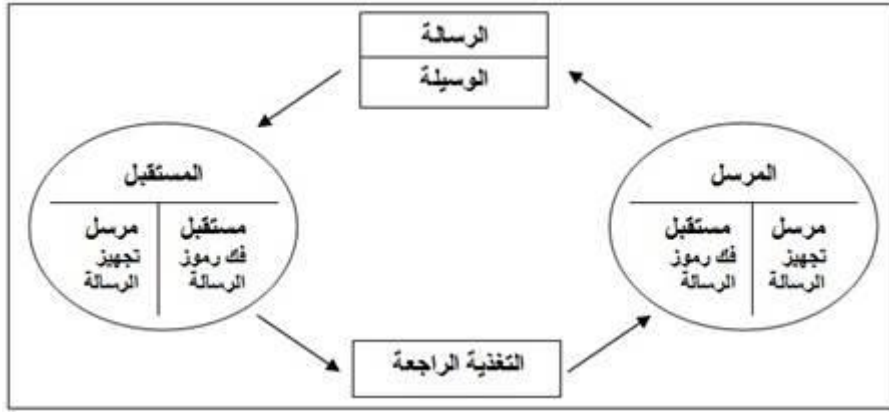 الرسالة
الوسيلة
المرسل
مرسل
تجهيز
الرسالة
مستقبل
فك رموز
الرسالة
المستقبل
مستقبل
فك رموز
الرسالة
مرسل
تجهيز
الرسالة
التغذية الراجعة